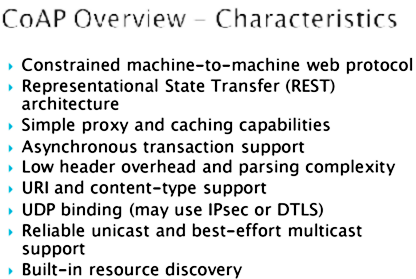 CoAP Overview – Characteristics
Constrained machine-to-machine web protocol
Representational State Transfer (REST)
architecture
Simple proxy and caching capabilities
Asynchronous transaction support
Low header overhead and parsing complexity
URI and content-type support
UDP binding (may use IPsec or DTLS)
Reliable unicast and best-effort multicast
support
Built-in resource discovery